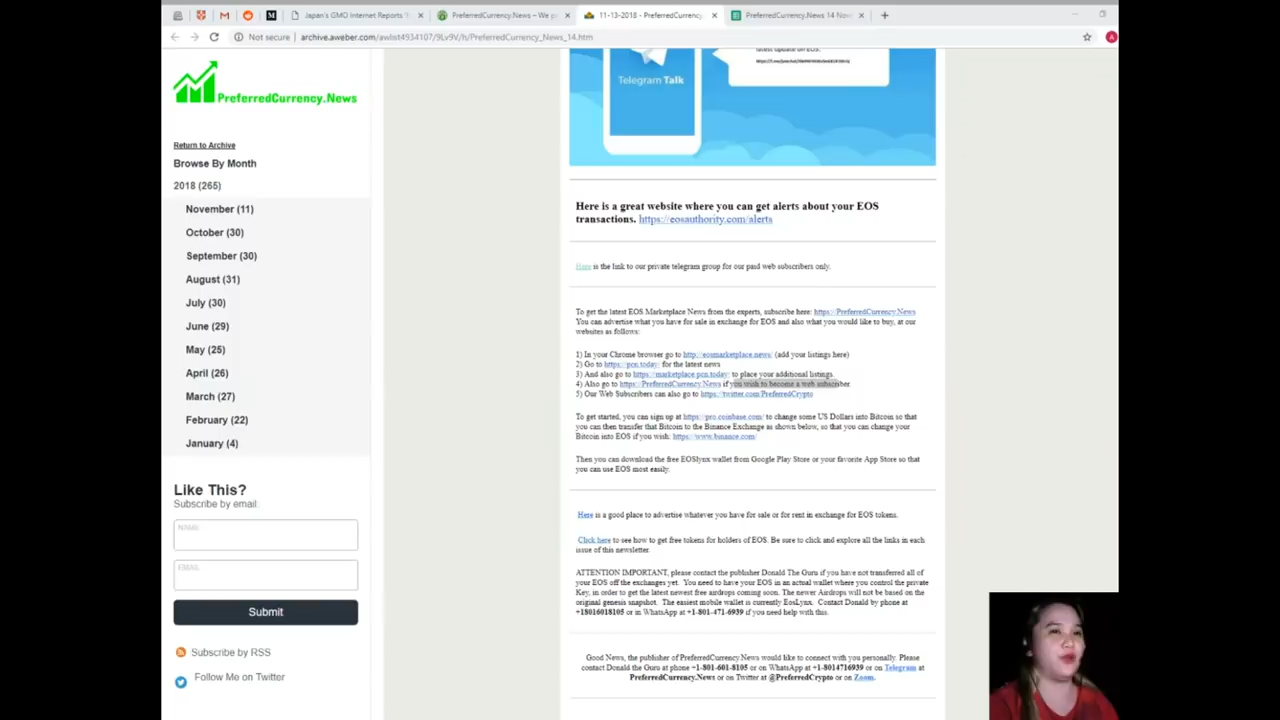 Japan's GMO Internet Reports
PreferredCurrency.News – We p
11-13-2018 - PreferredCurrency
PreferredCurrency.News 14 Nov
Not secure | archive.aweber.com/awlist4934107/9Lv9V/h/PreferredCurrency_News_14.htm
PreferredCurrency.News
Return to Archive
Browse By Month
2018 (265)
November (11)
October (30)
September (30)
August (31)
July (30)
June (29)
May (25)
April (26)
March (27)
February (22)
January (4)
Like This?
Subscribe by email:
NAME:
EMAIL:
Submit
Subscribe by RSS
Follow Me on Twitter
Telegram Talk
latest update on EOS.
Here is a great website where you can get alerts about your EOS
transactions. https://eosauthority.com/alerts
Here is the link to our private telegram group for our paid web subscribers only.
To get the latest EOS Marketplace News from the experts, subscribe here: https://PreferredCurrency.News
You can advertise what you have for sale in exchange for EOS and also what you would like to buy, at our
websites as follows:
1) In your Chrome browser go to http://eosmarketplace.news/ (add your listings here)
2) Go to https://pcn.today/ for the latest news
3) And also go to https://marketplace.pcn.today/ to place your additional listings.
4) Also go to https://PreferredCurrency.News if you wish to become a web subscriber.
5) Our Web Subscribers can also go to https://twitter.com/PreferredCrypto
To get started, you can sign up at https://pro.coinbase.com/ to change some US Dollars into Bitcoin so that
you can then transfer that Bitcoin to the Binance Exchange as shown below, so that you can change your
Bitcoin into EOS if you wish: https://www.binance.com/
Then you can download the free EOSlynx wallet from Google Play Store or your favorite App Store so that
you can use EOS most easily.
Here is a good place to advertise whatever you have for sale or for rent in exchange for EOS tokens.
Click here to see how to get free tokens for holders of EOS. Be sure to click and explore all the links in each
issue of this newsletter.
ATTENTION IMPORTANT, please contact the publisher Donald The Guru if you have not transferred all of
your EOS off the exchanges yet. You need to have your EOS in an actual wallet where you control the private
Key, in order to get the latest newest free airdrops coming soon. The newer Airdrops will not be based on the
original genesis snapshot. The easiest mobile wallet is currently EosLynx. Contact Donald by phone at
+18016018105 or in WhatsApp at +1-801-471-6939 if you need help with this.
Good News, the publisher of PreferredCurrency.News would like to connect with you personally. Please
contact Donald the Guru at phone +1-801-601-8105 or on WhatsApp at +1-8014716939 or on Telegram at
PreferredCurrency.News or on Twitter at @PreferredCrypto or on Zoom.